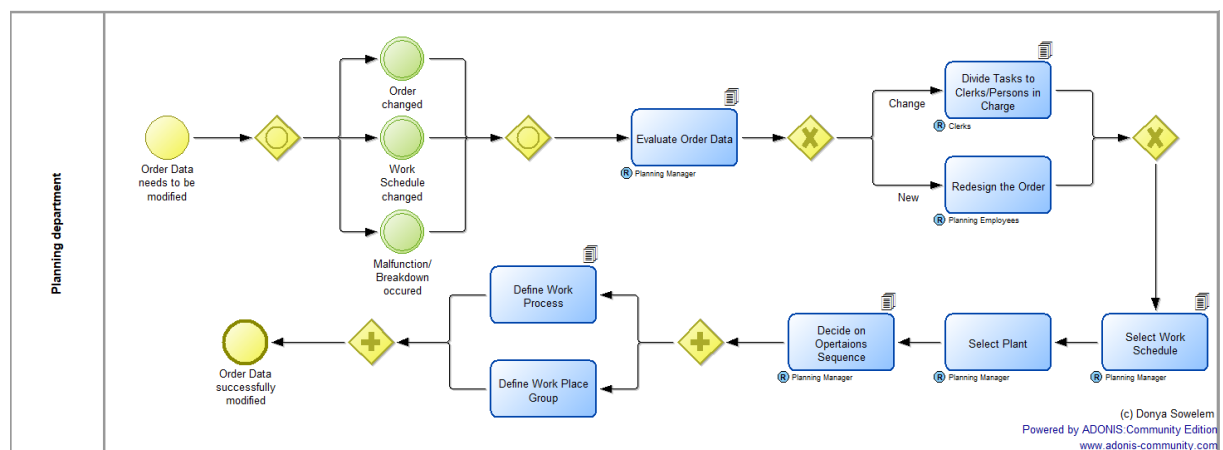 Planning department
Order Data
needs to be
modified
Order
changed
Work
Schedule
changed
Malfunction/
Breakdown
occured
Evaluate Order Data
R Planning Manager
Change
New
Divide Tasks to
Clerks/Persons in
Charge
R Clerks
Redesign the Order
R Planning Employees
Select Work
Schedule
R Planning Manager
Select Plant
R Planning Manager
Decide on
Opertaions
Sequence
R Planning Manager
Define Work
Process
Define Work Place
Group
Order Data
successfully
modified
(c) Donya Sowelem
Powered by ADONIS:Community Edition
www.adonis-community.com